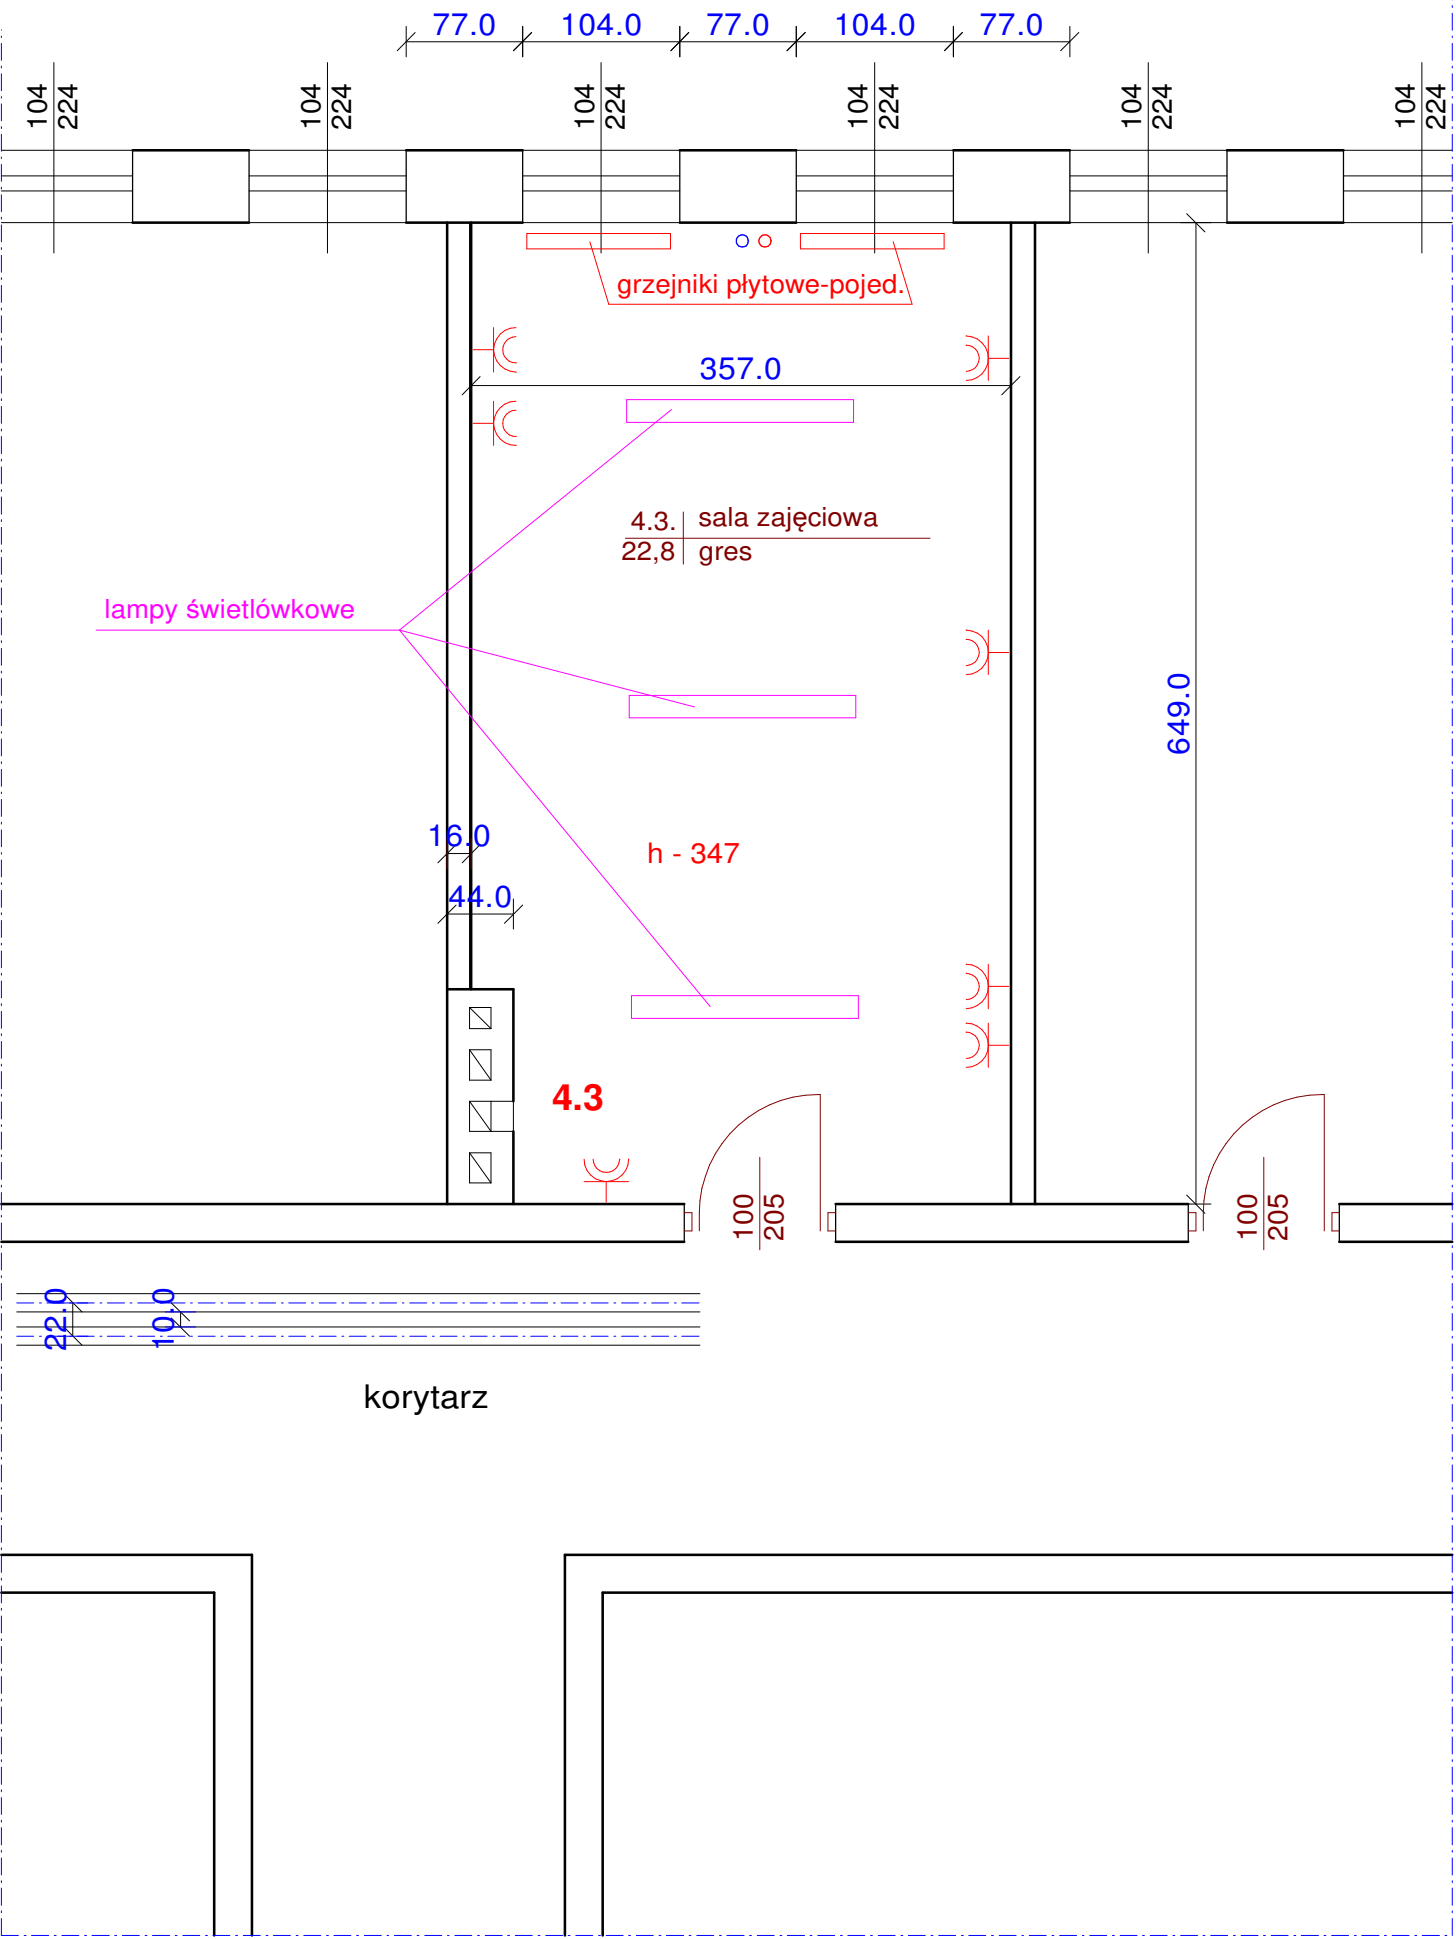 77.0 104.0 77.0 104.0 77.0
104 224 104 224 104 224 104 224 104 224 104 224
grzejniki płytowe-pojed.
357.0
4.3. sala zajęciowa
22,8 gres
lampy świetlówkowe
649.0
16.0
h - 347
44.0
4.3
100 205 100 205
22.0 10.0
korytarz